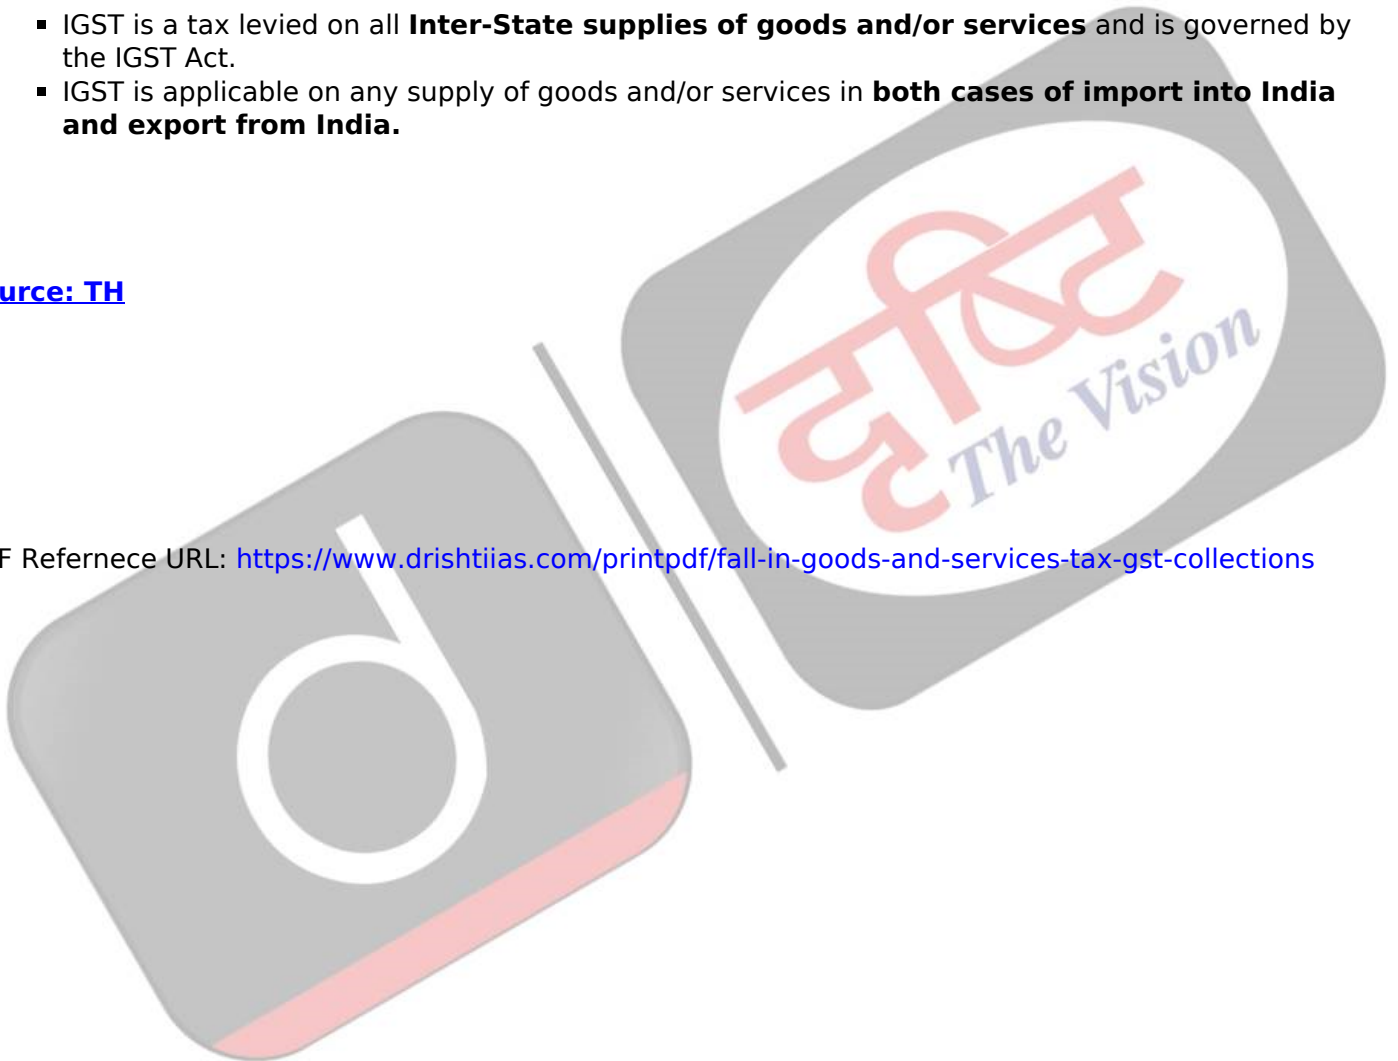 ▪ IGST is a tax levied on all Inter-State supplies of goods and/or services and is governed by
the IGST Act.
▪ IGST is applicable on any supply of goods and/or services in both cases of import into India
and export from India.
urce: TH
दृष्टि
The Vision
F Refernece URL: https://www.drishtiias.com/printpdf/fall-in-goods-and-services-tax-gst-collections
d